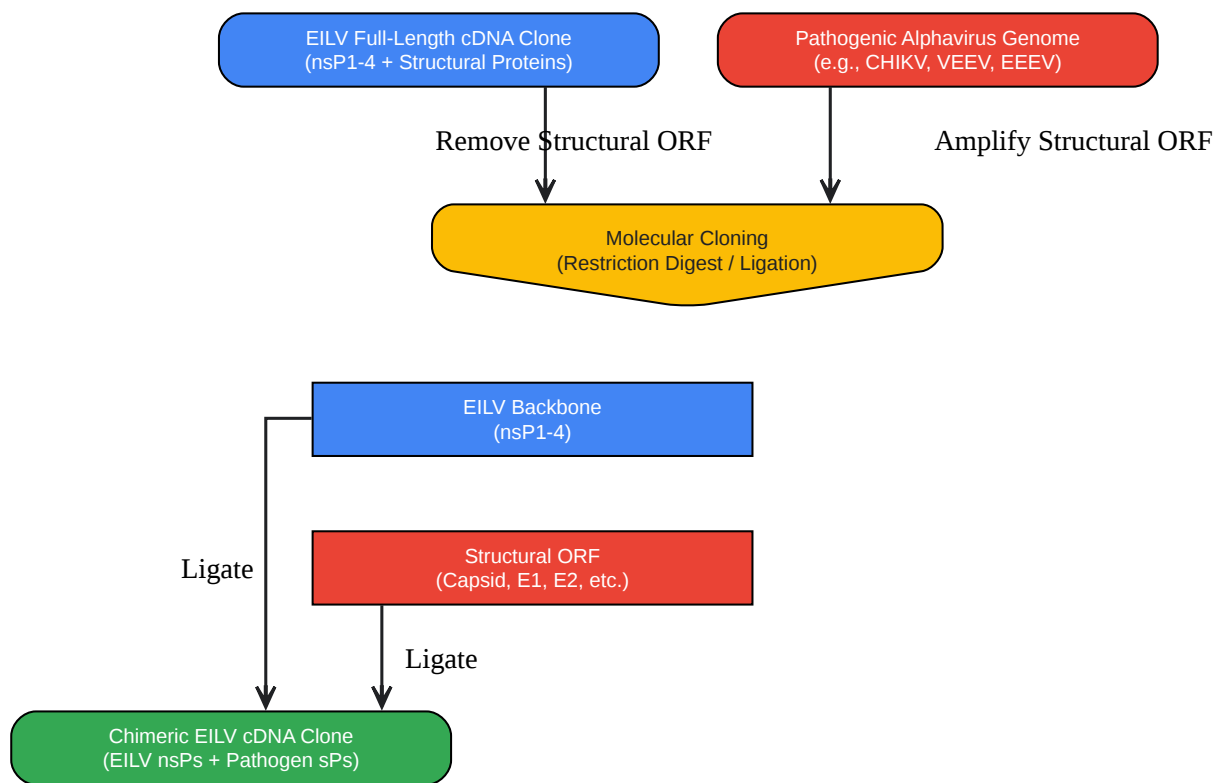 EILV Full-Length cDNA Clone
(nsP1-4 + Structural Proteins)
Pathogenic Alphavirus Genome
(e.g., CHIKV, VEEV, EEEV)
Remove Structural ORF
Amplify Structural ORF
Molecular Cloning
(Restriction Digest / Ligation)
EILV Backbone
(nsP1-4)
Structural ORF
(Capsid, E1, E2, etc.)
Ligate
Ligate
Chimeric EILV cDNA Clone
(EILV nsPs + Pathogen sPs)